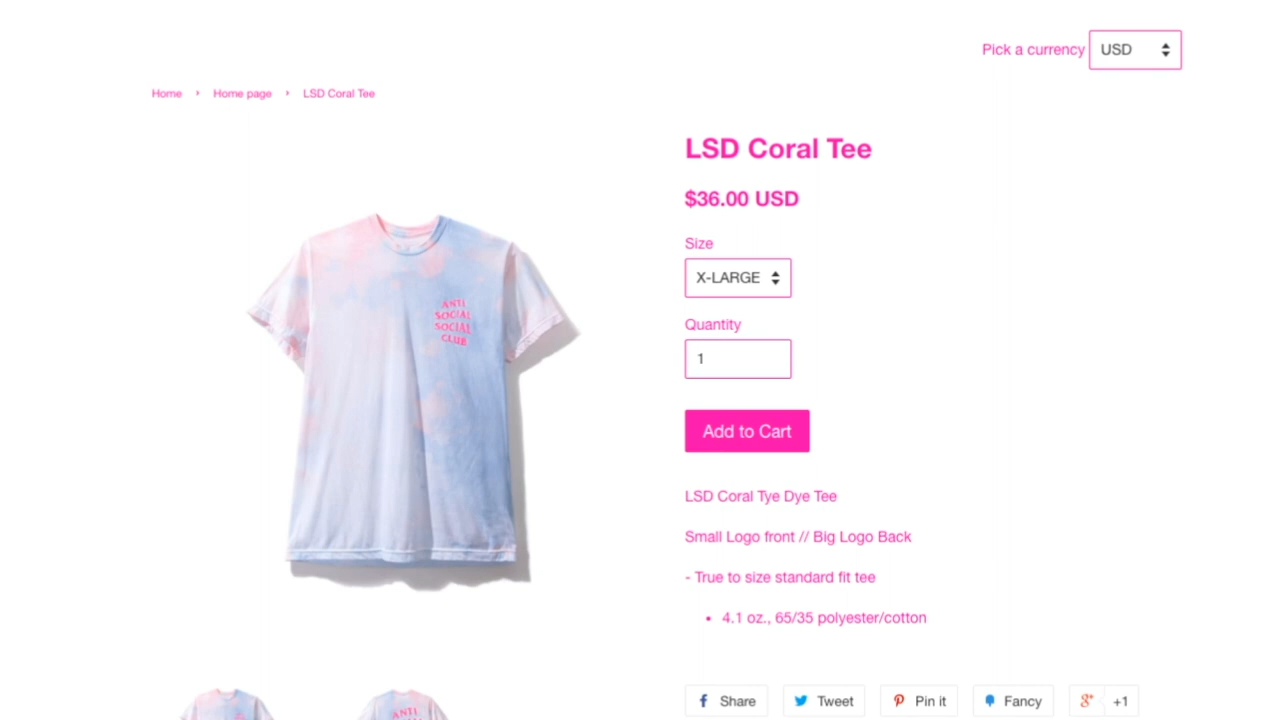 Pick a currency USD
Home › Home page › LSD Coral Tee
LSD Coral Tee
$36.00 USD
Size
X-LARGE
Quantity
1
Add to Cart
LSD Coral Tye Dye Tee
Small Logo front // Big Logo Back
- True to size standard fit tee
• 4.1 oz., 65/35 polyester/cotton
ANTI
SOCIAL
SOCIAL
CLUB
ANTI
Share Tweet Pin it Fancy g+ +1